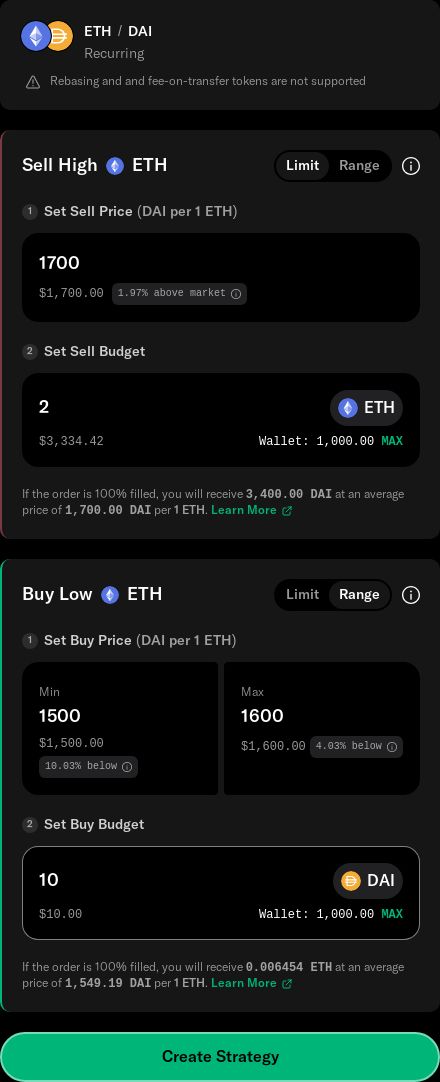 ETH / DAI
Recurring
Rebasing and and fee-on-transfer tokens are not supported
Sell High ETH Limit Range
1 Set Sell Price (DAI per 1 ETH)
1700
$1,700.00 1.97% above market
2 Set Sell Budget
2 ETH
$3,334.42 Wallet: 1,000.00 MAX
If the order is 100% filled, you will receive 3,400.00 DAI at an average
price of 1,700.00 DAI per 1 ETH. Learn More
Buy Low ETH Limit Range
1 Set Buy Price (DAI per 1 ETH)
Min
1500
$1,500.00
10.03% below
Max
1600
$1,600.00 4.03% below
2 Set Buy Budget
10 DAI
$10.00 Wallet: 1,000.00 MAX
If the order is 100% filled, you will receive 0.006454 ETH at an average
price of 1,549.19 DAI per 1 ETH. Learn More
Create Strategy